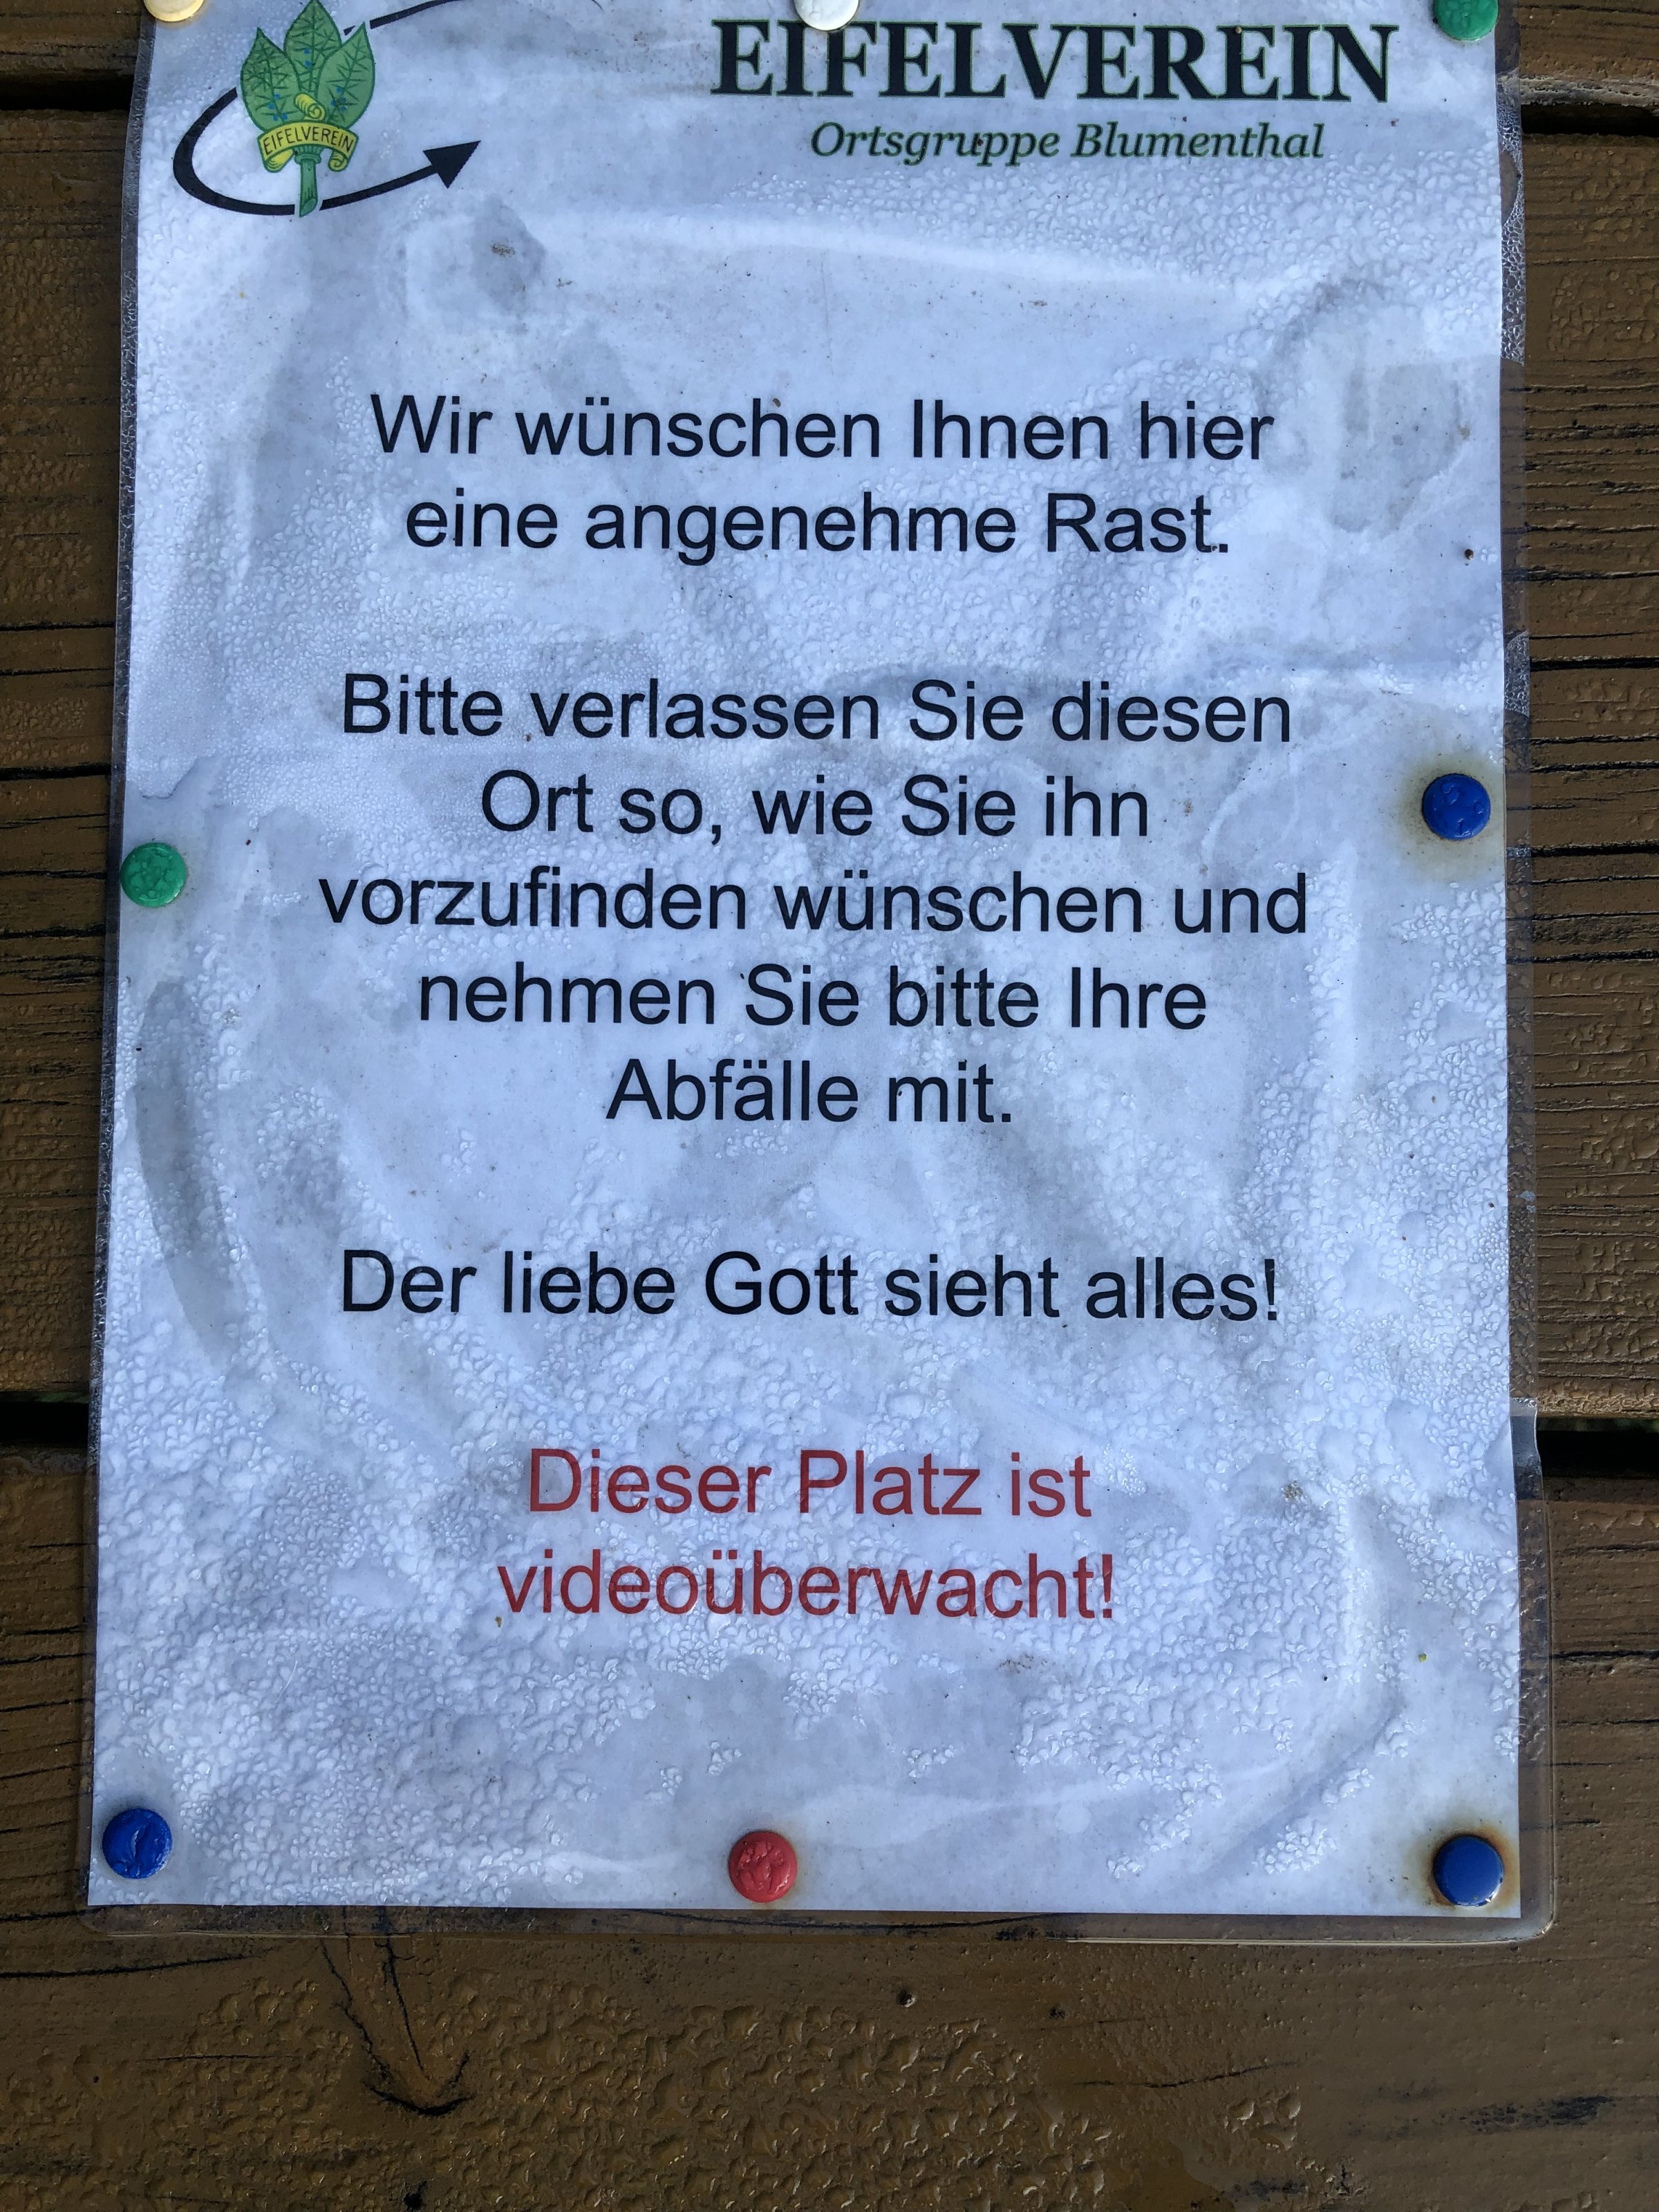 EIFELVEREIN
EIFELVEREIN
Ortsgruppe Blumenthal
Wir wünschen Ihnen hier
eine angenehme Rast.
Bitte verlassen Sie diesen
Ort so, wie Sie ihn
vorzufinden wünschen und
nehmen Sie bitte Ihre
Abfälle mit.
Der liebe Gott sieht alles!
Dieser Platz ist
videoüberwacht!